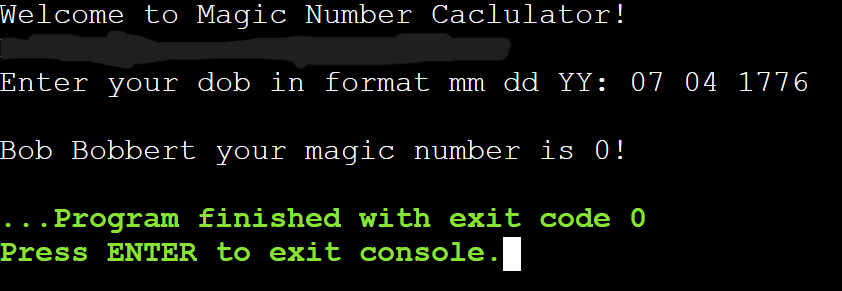 Welcome to Magic Number Caclulator!
Enter your dob in format mm dd YY: 07 04 1776
Bob Bobbert your magic number is 0!
...Program finished with exit code 0
Press ENTER to exit console.